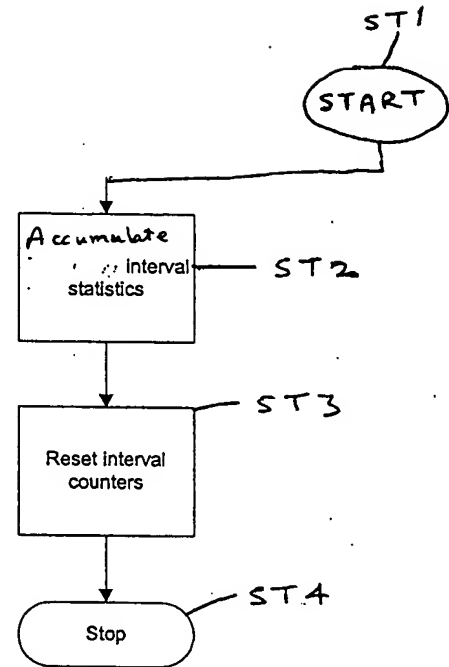 ST1
START
Accumulate
interval
statistics
ST2
ST3
Reset interval
counters
ST4
Stop